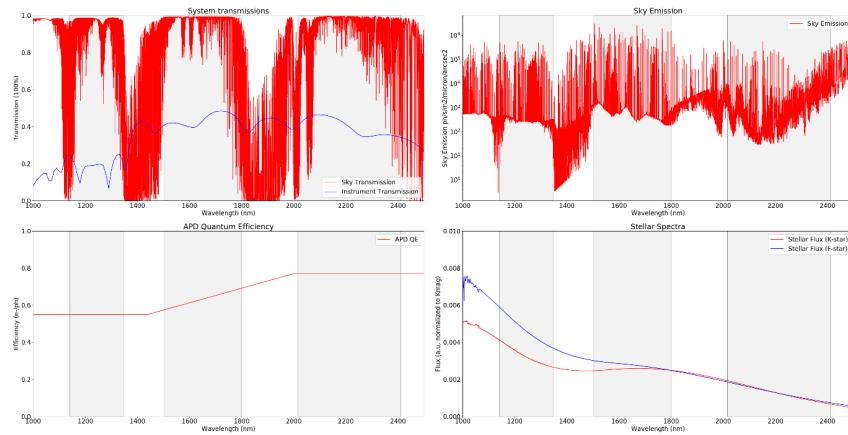 System transmissions
1.0
0.8
0.6
0.4
0.2
0.0
Transmission (100%)
Sky Transmission
Instrument Transmission
1000 1200 1400 1600 1800 2000 2200 2400
Wavelength (nm)
Sky Emission
Sky Emission
10⁶
10⁵
10⁴
10³
10²
10¹
10⁰
Sky Emission (ph/s/m2/micron/arcsec2
1000 1200 1400 1600 1800 2000 2200 2400
Wavelength (nm)
APD Quantum Efficiency
APD QE
1.0
0.8
0.6
0.4
0.2
0.0
Efficiency (e-/ph)
1000 1200 1400 1600 1800 2000 2200 2400
Wavelength (nm)
Stellar Spectra
Stellar Flux (K-star)
Stellar Flux (F-star)
0.010
0.008
0.006
0.004
0.002
0.000
Flux (a.u, normalized to Kmag)
1000 1200 1400 1600 1800 2000 2200 2400
Wavelength (nm)